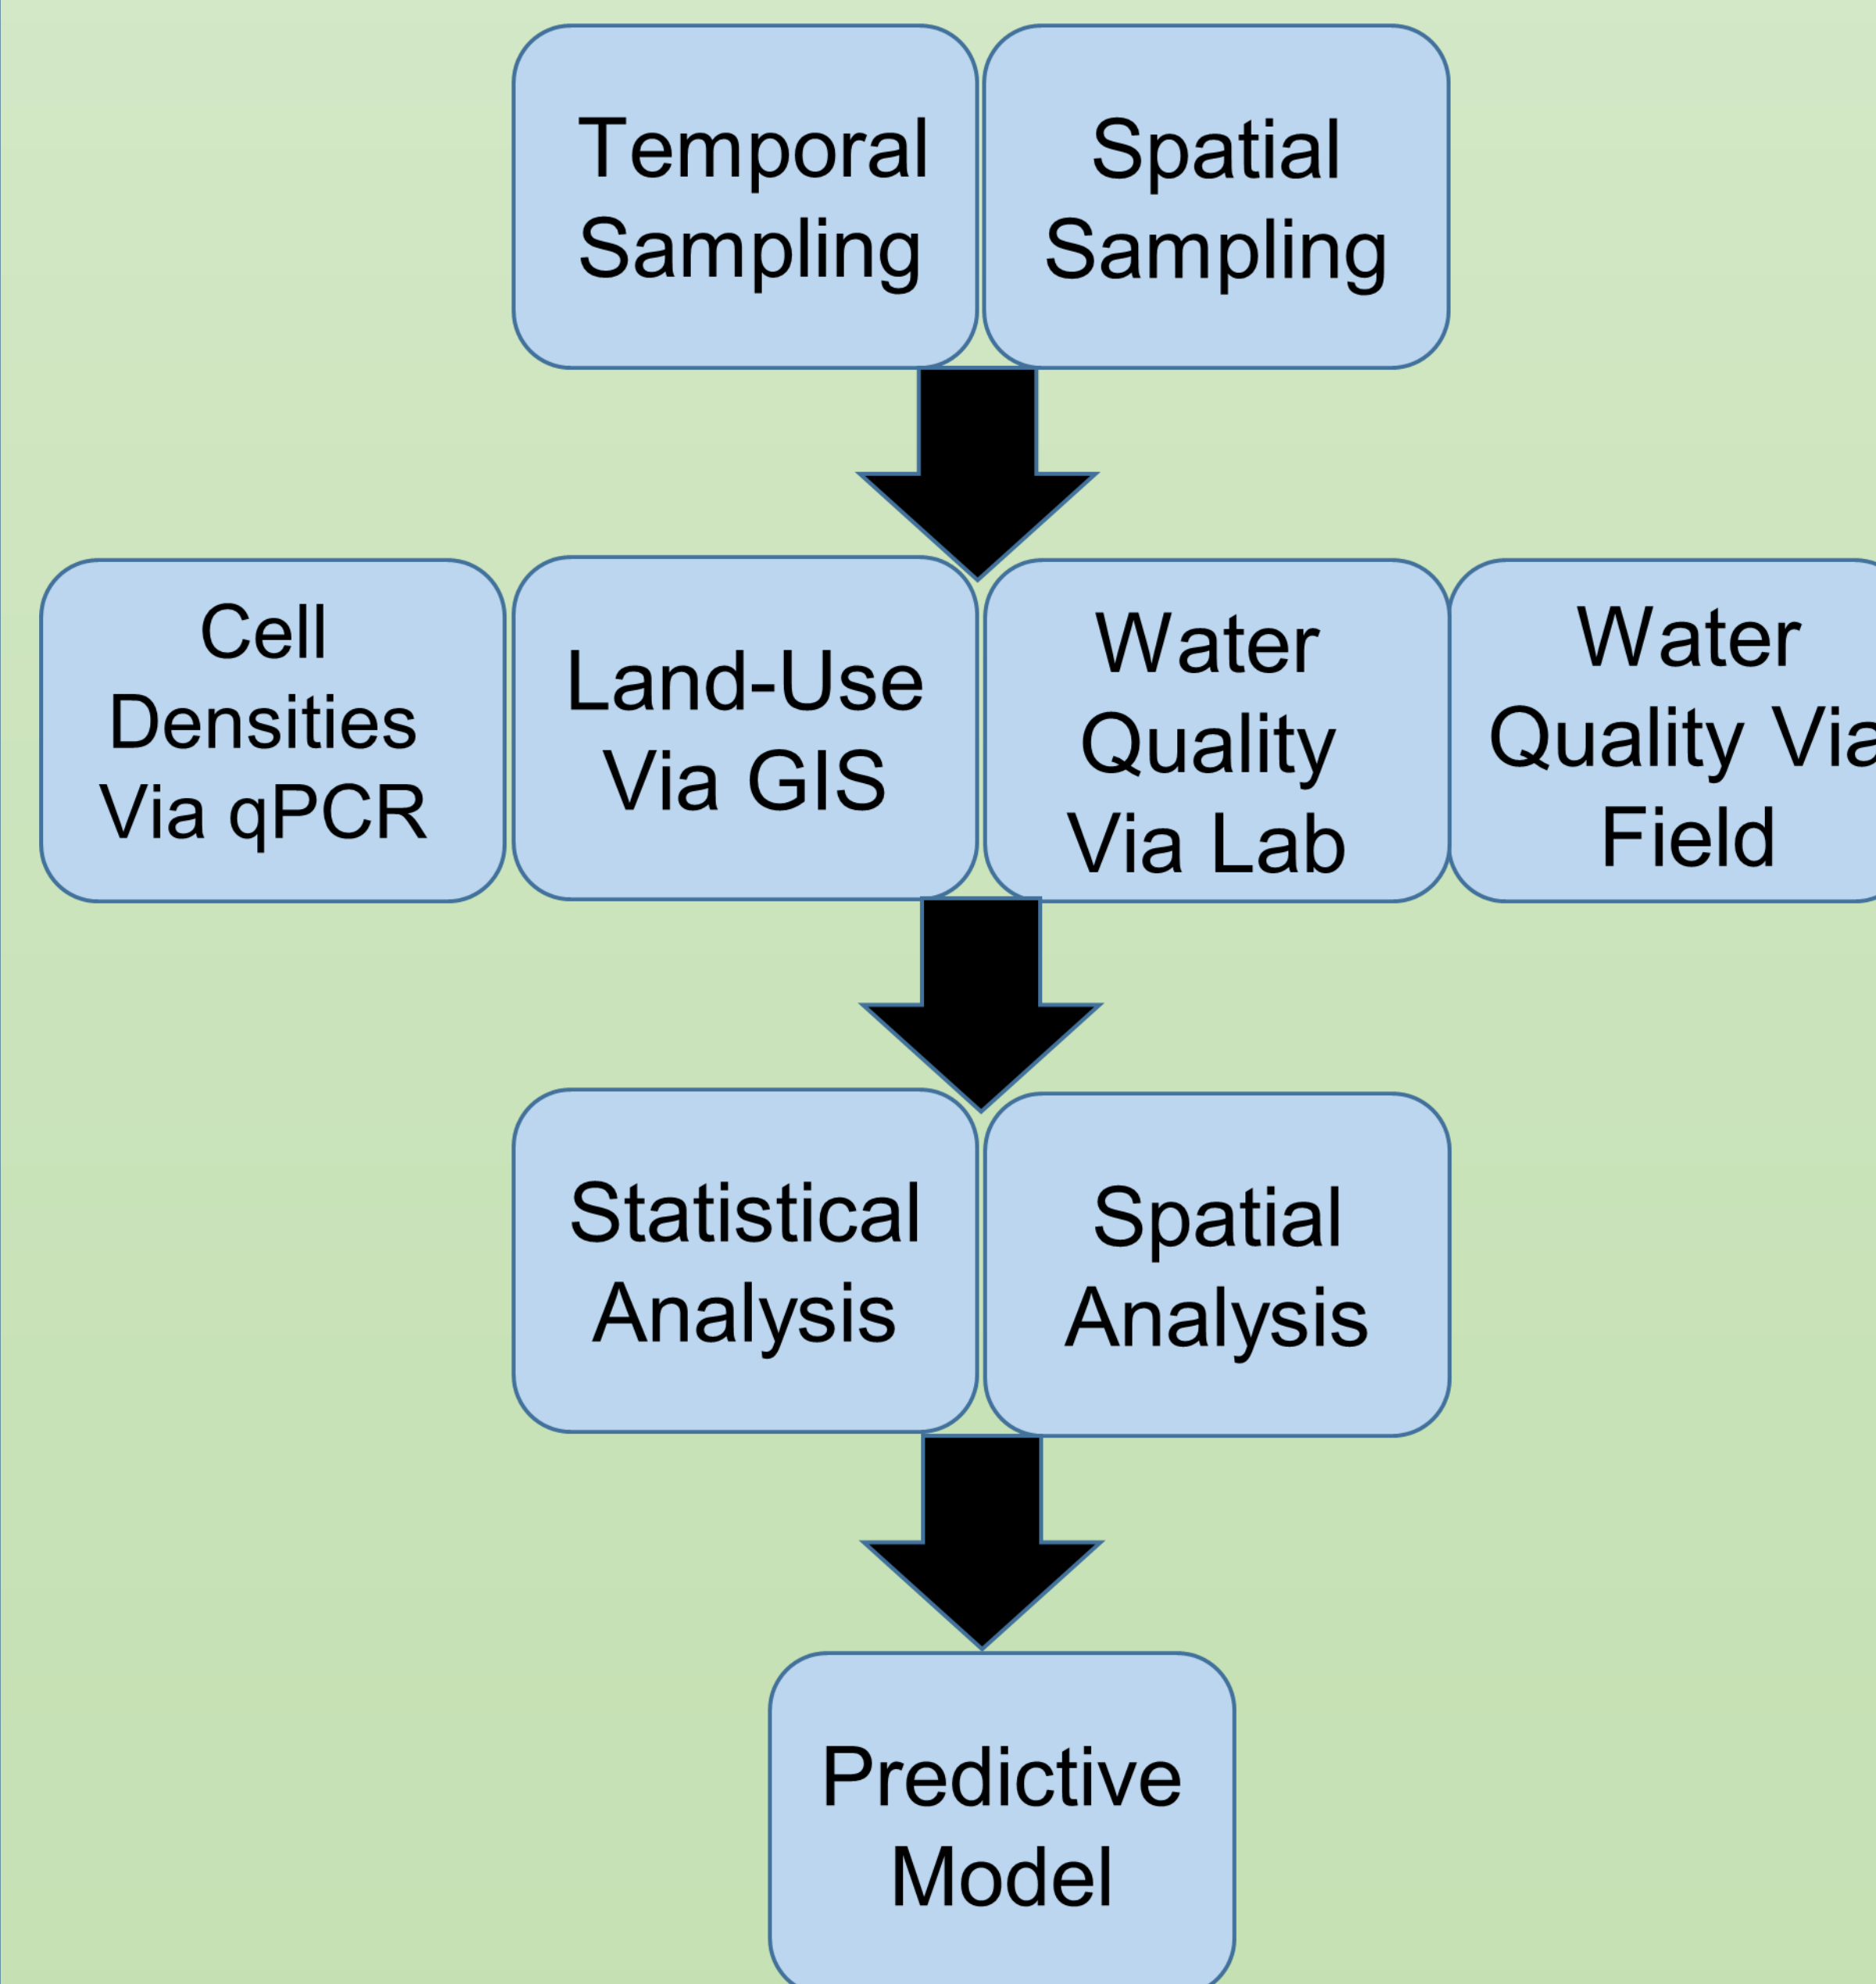 Temporal
Sampling
Spatial
Sampling
Cell
Densities
Via qPCR
Land-Use
Via GIS
Water
Quality
Via Lab
Water
Quality Via
Field
Statistical
Analysis
Spatial
Analysis
Predictive
Model